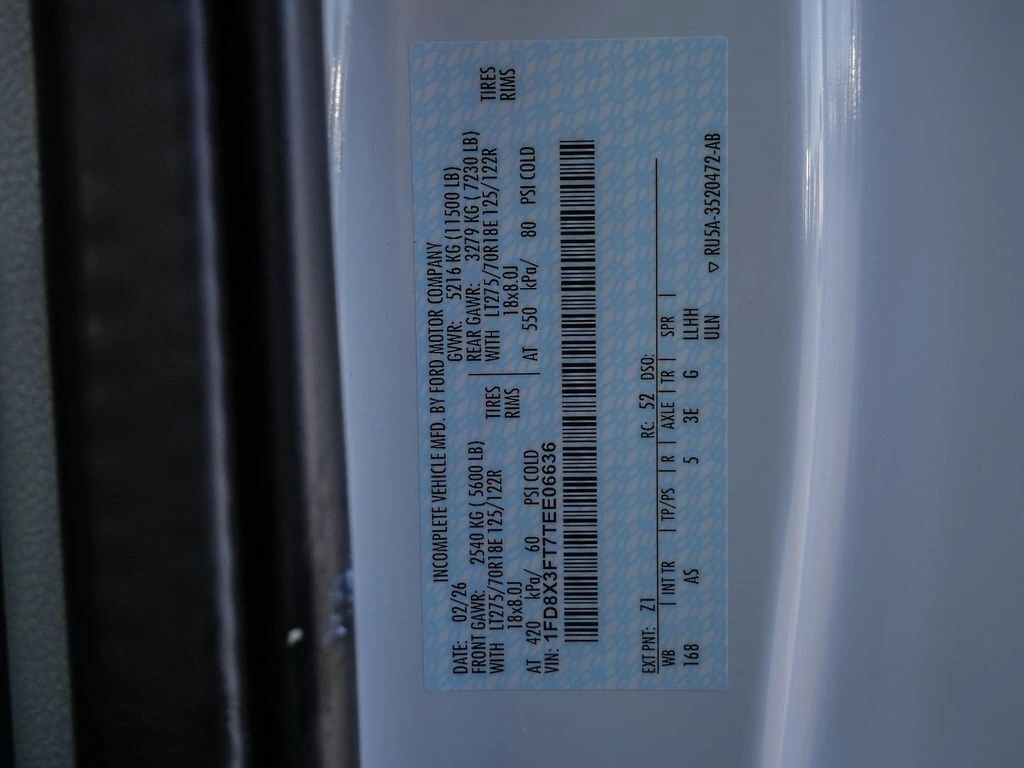 INCOMPLETE VEHICLE MFD. BY FORD MOTOR COMPANY
DATE: 02/26 GVWR: 5216 KG (11500 LB)
FRONT GAWR: 2540 KG ( 5600 LB) REAR GAWR: 3279 KG ( 7230 LB)
WITH LT275/70R18E 125/122R TIRES WITH LT275/70R18E 125/122R TIRES
18x8.0J RIMS 18x8.0J RIMS
AT 420 kPa/ 60 PSI COLD AT 550 kPa/ 80 PSI COLD
VIN: 1FD8X3FT7TEE06636
EXT PNT: Z1 RC: 52 DSO:
WB | INT TR | TP/PS | R | AXLE | TR | SPR |
168 AS 5 3E G LLHH
ULN
▽ RU5A-3520472-AB